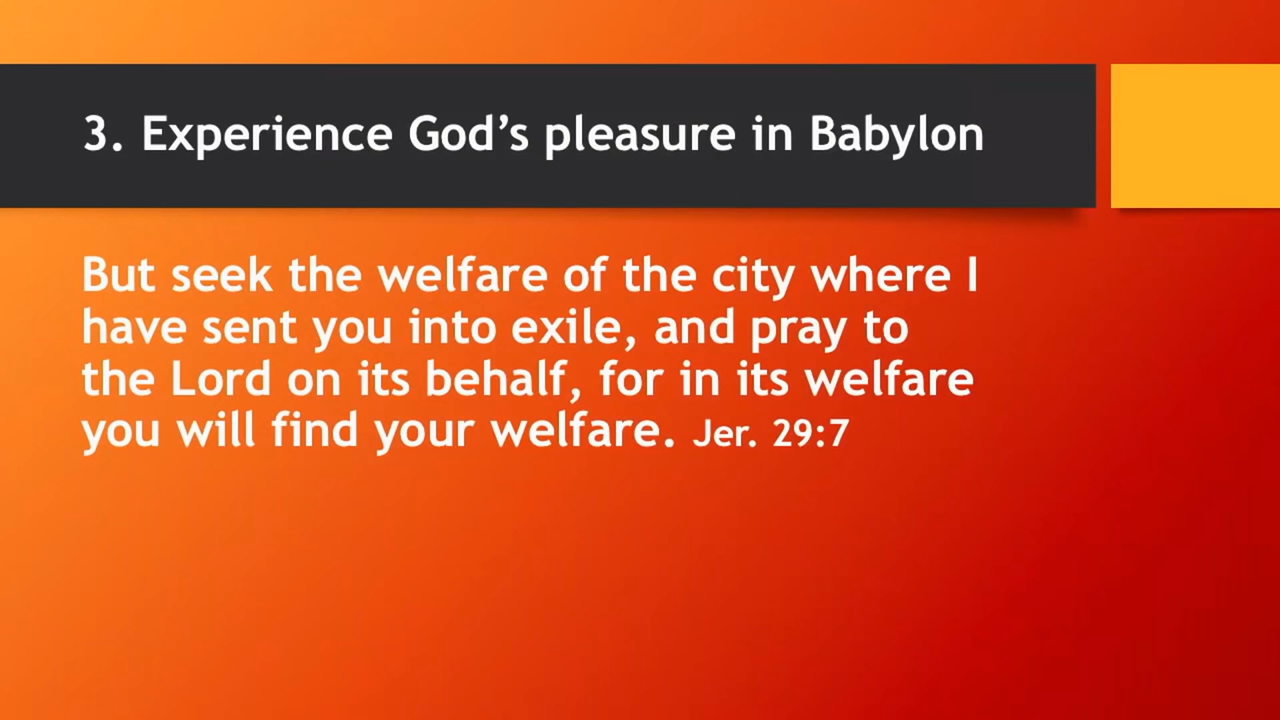 3. Experience God’s pleasure in Babylon
But seek the welfare of the city where I
have sent you into exile, and pray to
the Lord on its behalf, for in its welfare
you will find your welfare. Jer. 29:7